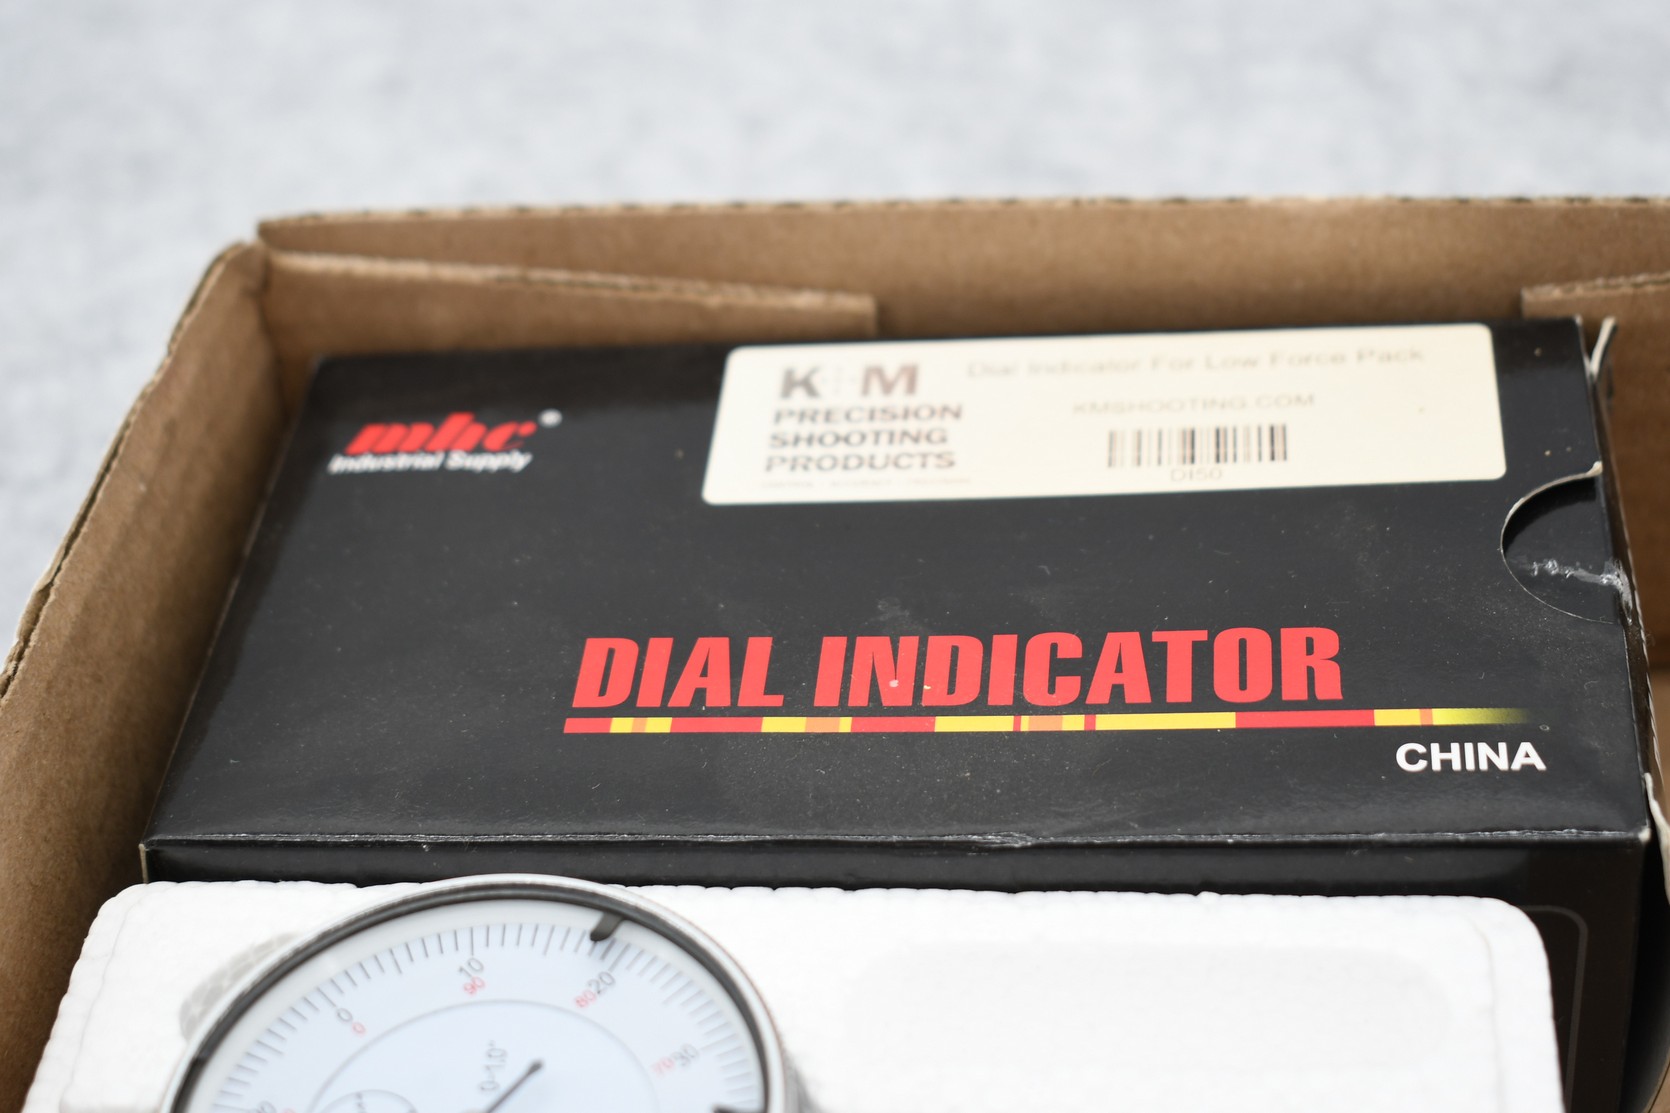 mhc®
Industrial Supply
K+M
PRECISION
SHOOTING
PRODUCTS
Dial Indicator For Low Force Pack
KMSHOOTING.COM
DI50
DIAL INDICATOR
CHINA
0
0
10
90
20
80
30
70
0-1.0"